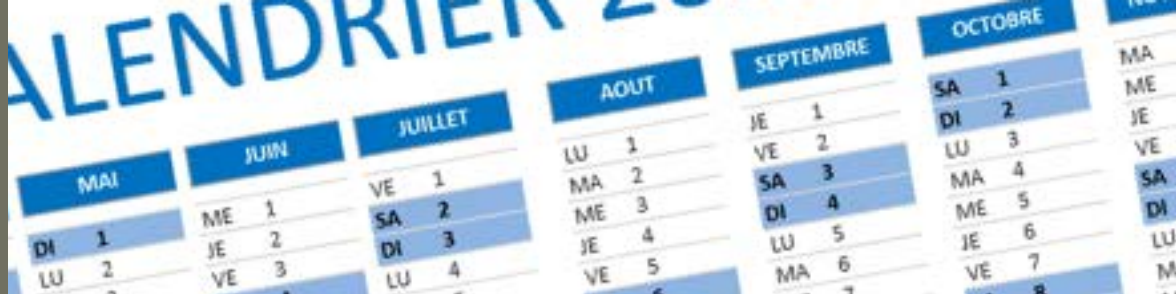 CALENDRIER 20
MAI
DI 1
LU 2
JUIN
ME 1
JE 2
VE 3
JUILLET
VE 1
SA 2
DI 3
LU 4
AOUT
LU 1
MA 2
ME 3
JE 4
VE 5
SEPTEMBRE
JE 1
VE 2
SA 3
DI 4
LU 5
MA 6
OCTOBRE
SA 1
DI 2
LU 3
MA 4
ME 5
JE 6
VE 7
8
MA
ME
JE
VE
SA
DI
LU